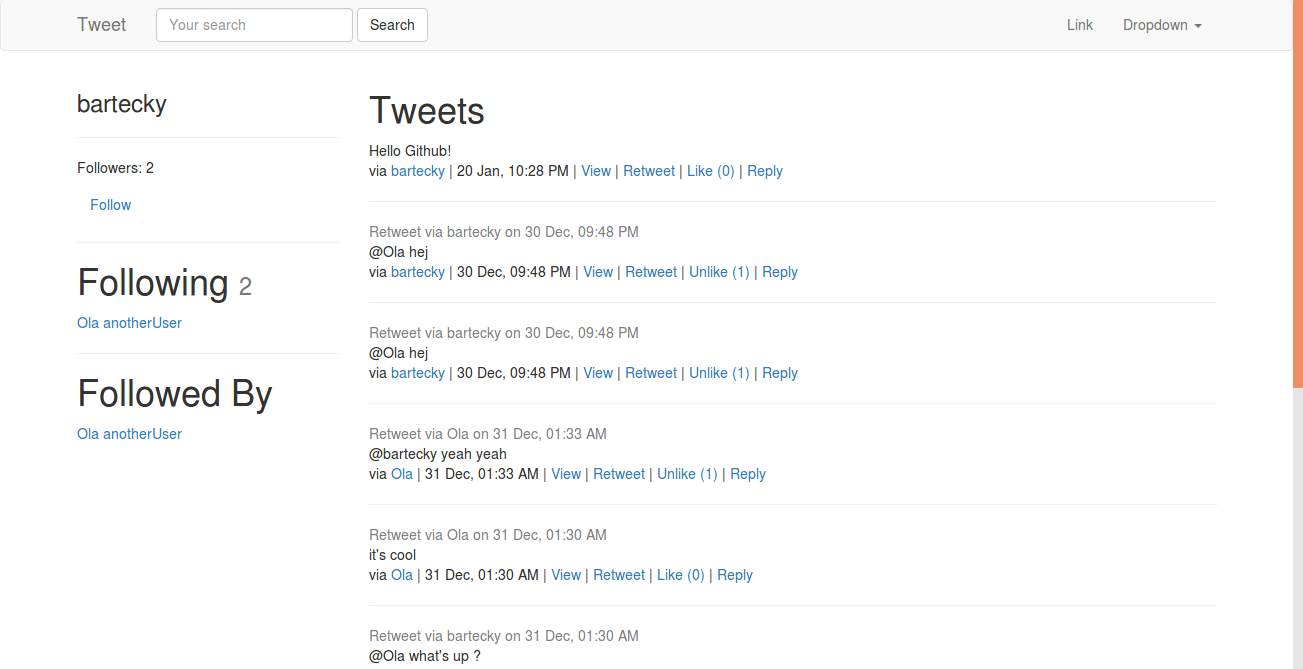 Tweet Your search Search Link Dropdown
bartecky
Followers: 2
Follow
Following 2
Ola anotherUser
Followed By
Ola anotherUser
Tweets
Hello Github!
via bartecky | 20 Jan, 10:28 PM | View | Retweet | Like (0) | Reply
Retweet via bartecky on 30 Dec, 09:48 PM
@Ola hej
via bartecky | 30 Dec, 09:48 PM | View | Retweet | Unlike (1) | Reply
Retweet via bartecky on 30 Dec, 09:48 PM
@Ola hej
via bartecky | 30 Dec, 09:48 PM | View | Retweet | Unlike (1) | Reply
Retweet via Ola on 31 Dec, 01:33 AM
@bartecky yeah yeah
via Ola | 31 Dec, 01:33 AM | View | Retweet | Unlike (1) | Reply
Retweet via Ola on 31 Dec, 01:30 AM
it's cool
via Ola | 31 Dec, 01:30 AM | View | Retweet | Like (0) | Reply
Retweet via bartecky on 31 Dec, 01:30 AM
@Ola what's up ?